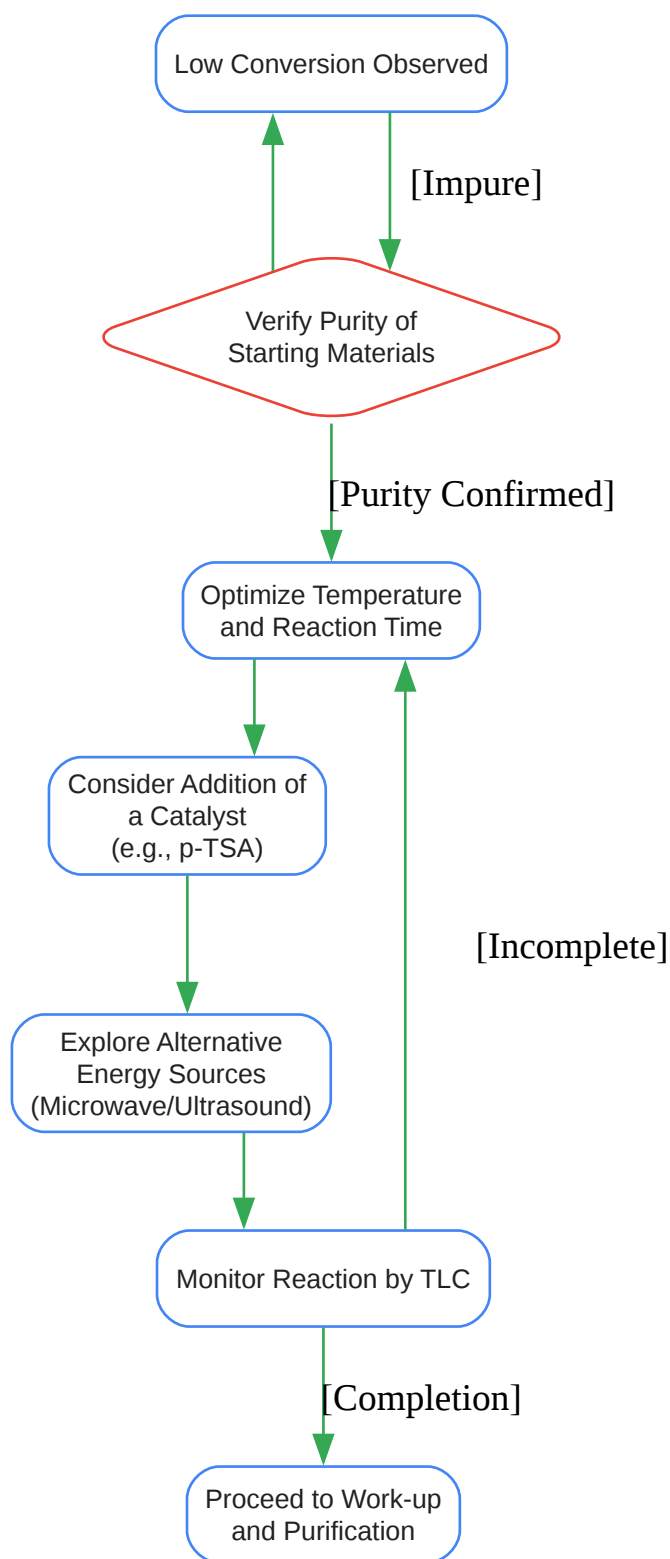 Low Conversion Observed
[Impure]
Verify Purity of
Starting Materials
[Purity Confirmed]
Optimize Temperature
and Reaction Time
Consider Addition of
a Catalyst
(e.g., p-TSA)
[Incomplete]
Explore Alternative
Energy Sources
(Microwave/Ultrasound)
Monitor Reaction by TLC
[Completion]
Proceed to Work-up
and Purification